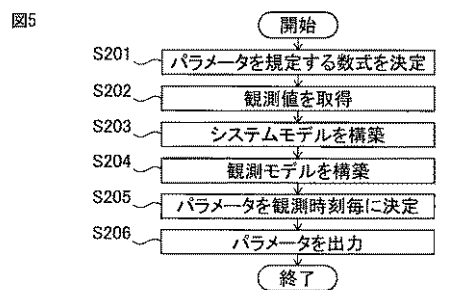 図5
開始
S201 パラメータを規定する数式を決定
S202 観測値を取得
S203 システムモデルを構築
S204 観測モデルを構築
S205 パラメータを観測時刻毎に決定
S206 パラメータを出力
終了